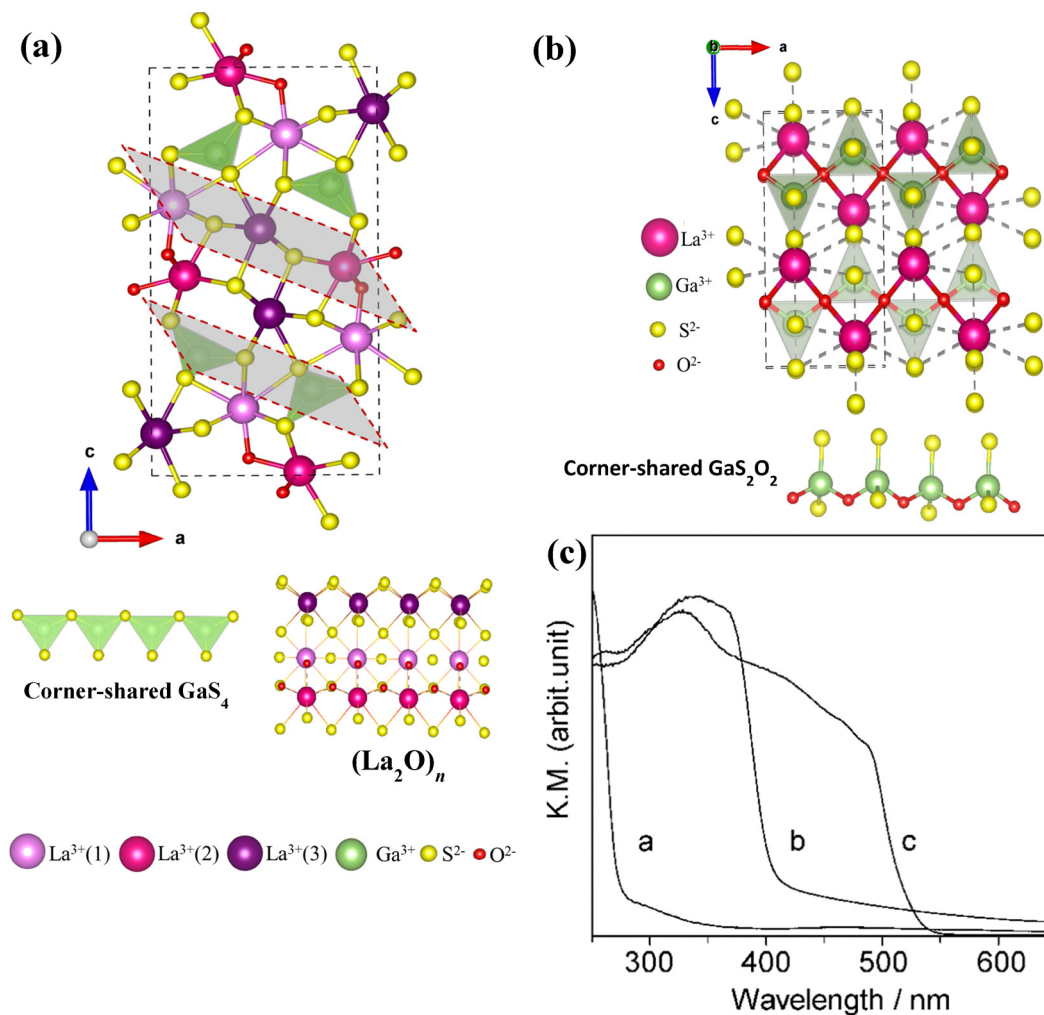 (a)
c
a
Corner-shared GaS₄
(La₂O)ₙ
La³⁺(1) La³⁺(2) La³⁺(3) Ga³⁺ S²⁻ O²⁻
(b)
b
a
c
La³⁺
Ga³⁺
S²⁻
O²⁻
Corner-shared GaS₂O₂
(c)
K.M. (arbit.unit)
a
b
c
300 400 500 600
Wavelength / nm